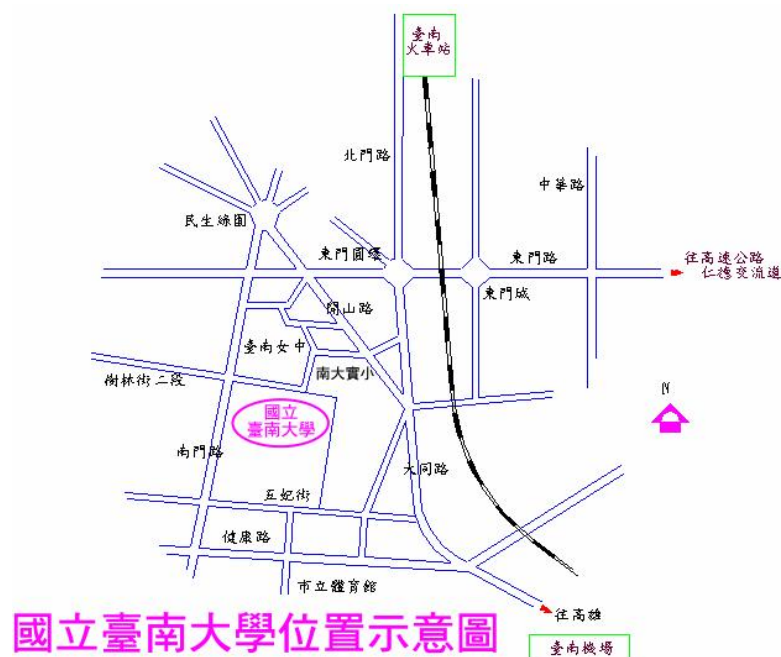 臺南
火車站
北門路
中華路
民生綠園
東門圓環
東門路
往高速公路
仁德交流道
東門城
開山路
臺南女中
南大實小
樹林街二段
N
國立
臺南大學
南門路
大同路
五妃街
健康路
市立體育館
往高雄
國立臺南大學位置示意圖
臺南機場